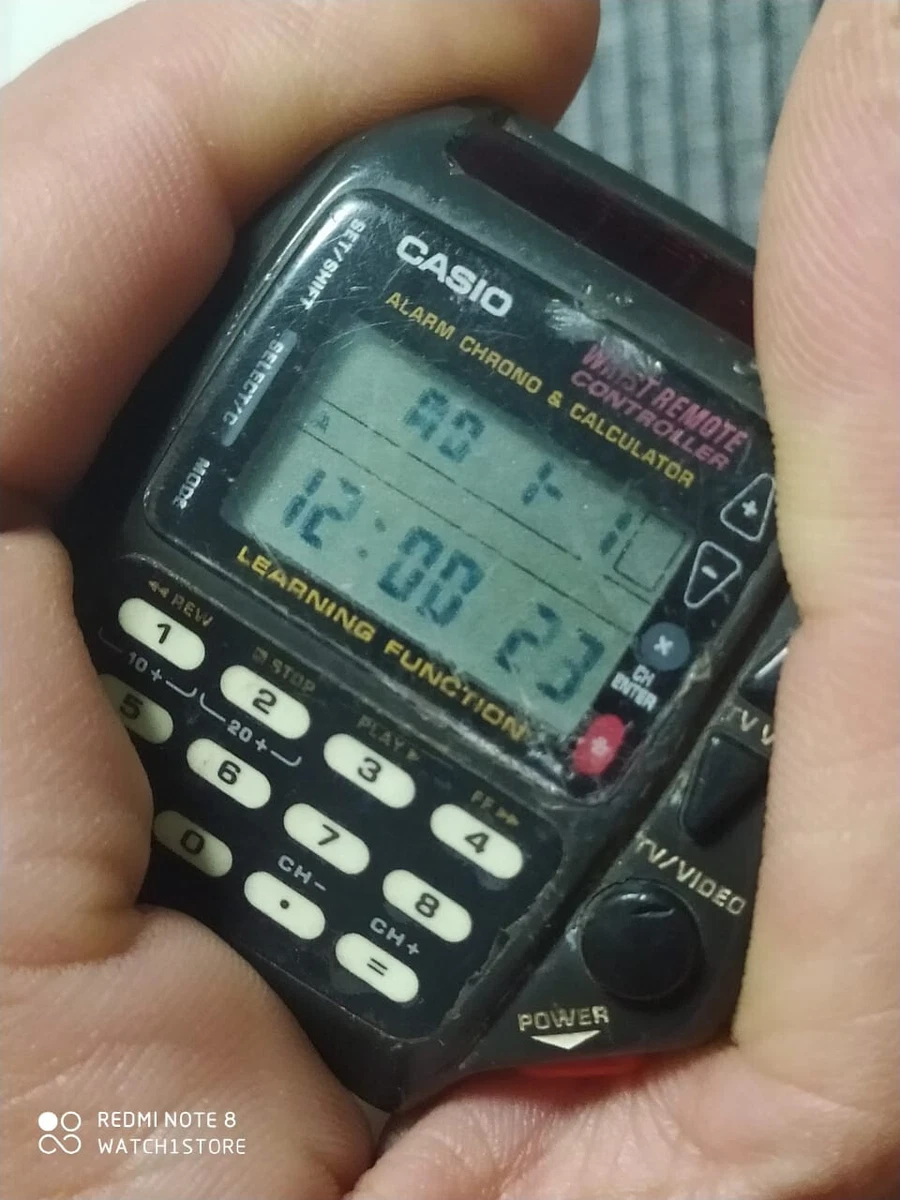 CASIO
ALARM CHRONO & CALCULATOR
WRIST REMOTE
CONTROLLER
SET/SHIFT
SELECT/C
MODE
A
1- 1
12:00 23
+
-
×
CH
ENTER
LEARNING FUNCTION
REW
STOP
PLAY
FF
1
2
3
4
10+
20+
5
6
7
8
0
CH-
CH+
.
=
TV
TV/VIDEO
POWER
REDMI NOTE 8
WATCH1STORE